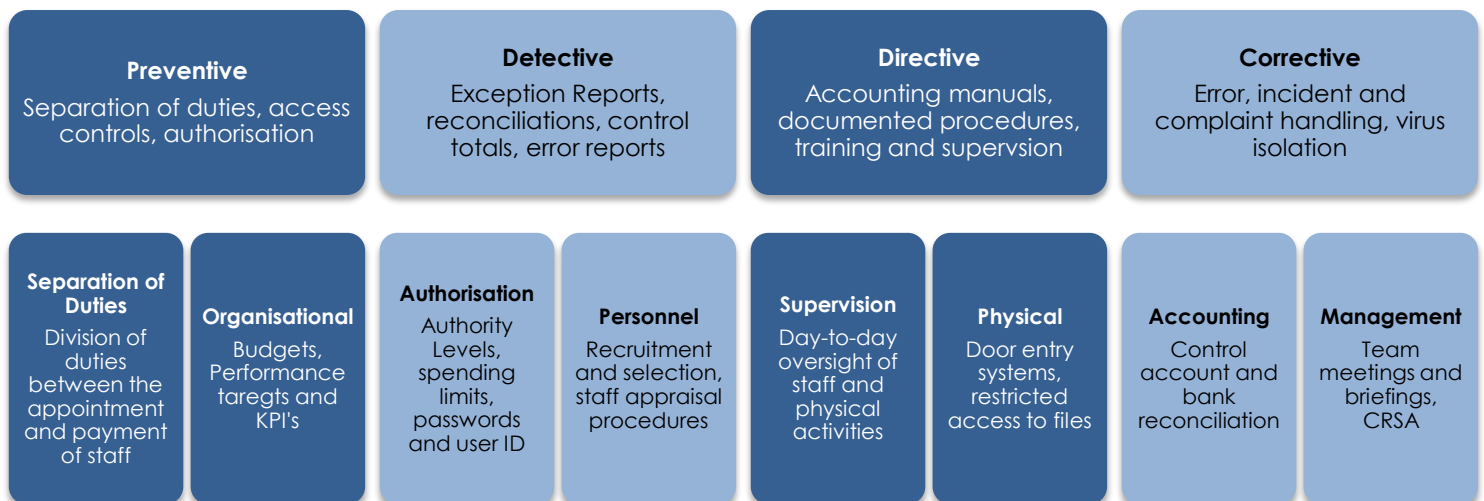 Preventive
Separation of duties, access
controls, authorisation
Detective
Exception Reports,
reconciliations, control
totals, error reports
Directive
Accounting manuals,
documented procedures,
training and supervsion
Corrective
Error, incident and
complaint handling, virus
isolation
Separation of
Duties
Division of
duties
between the
appointment
and payment
of staff
Organisational
Budgets,
Performance
taregts and
KPI's
Authorisation
Authority
Levels,
spending
limits,
passwords
and user ID
Personnel
Recruitment
and selection,
staff appraisal
procedures
Supervision
Day-to-day
oversight of
staff and
physical
activities
Physical
Door entry
systems,
restricted
access to files
Accounting
Control
account and
bank
reconciliation
Management
Team
meetings and
briefings,
CRSA